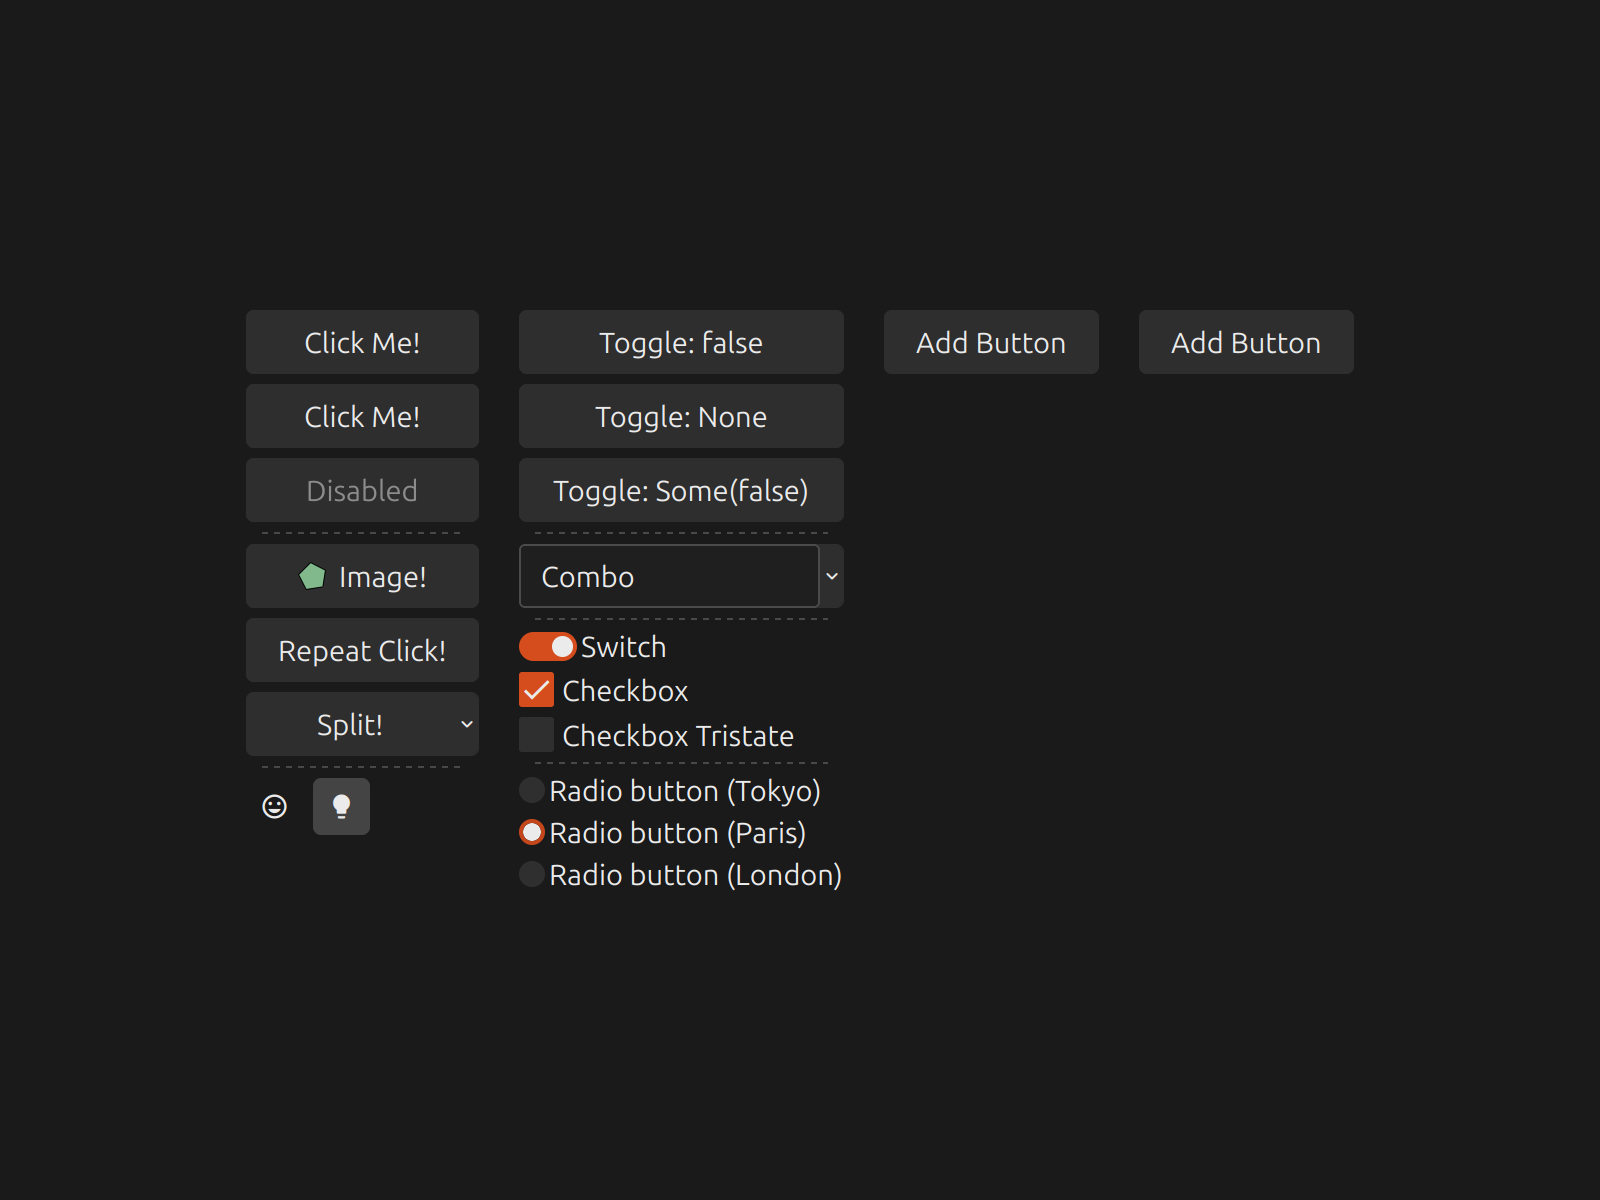 Click Me!
Click Me!
Disabled
Image!
Repeat Click!
Split!
Toggle: false
Toggle: None
Toggle: Some(false)
Combo
Switch
Checkbox
Checkbox Tristate
Radio button (Tokyo)
Radio button (Paris)
Radio button (London)
Add Button
Add Button